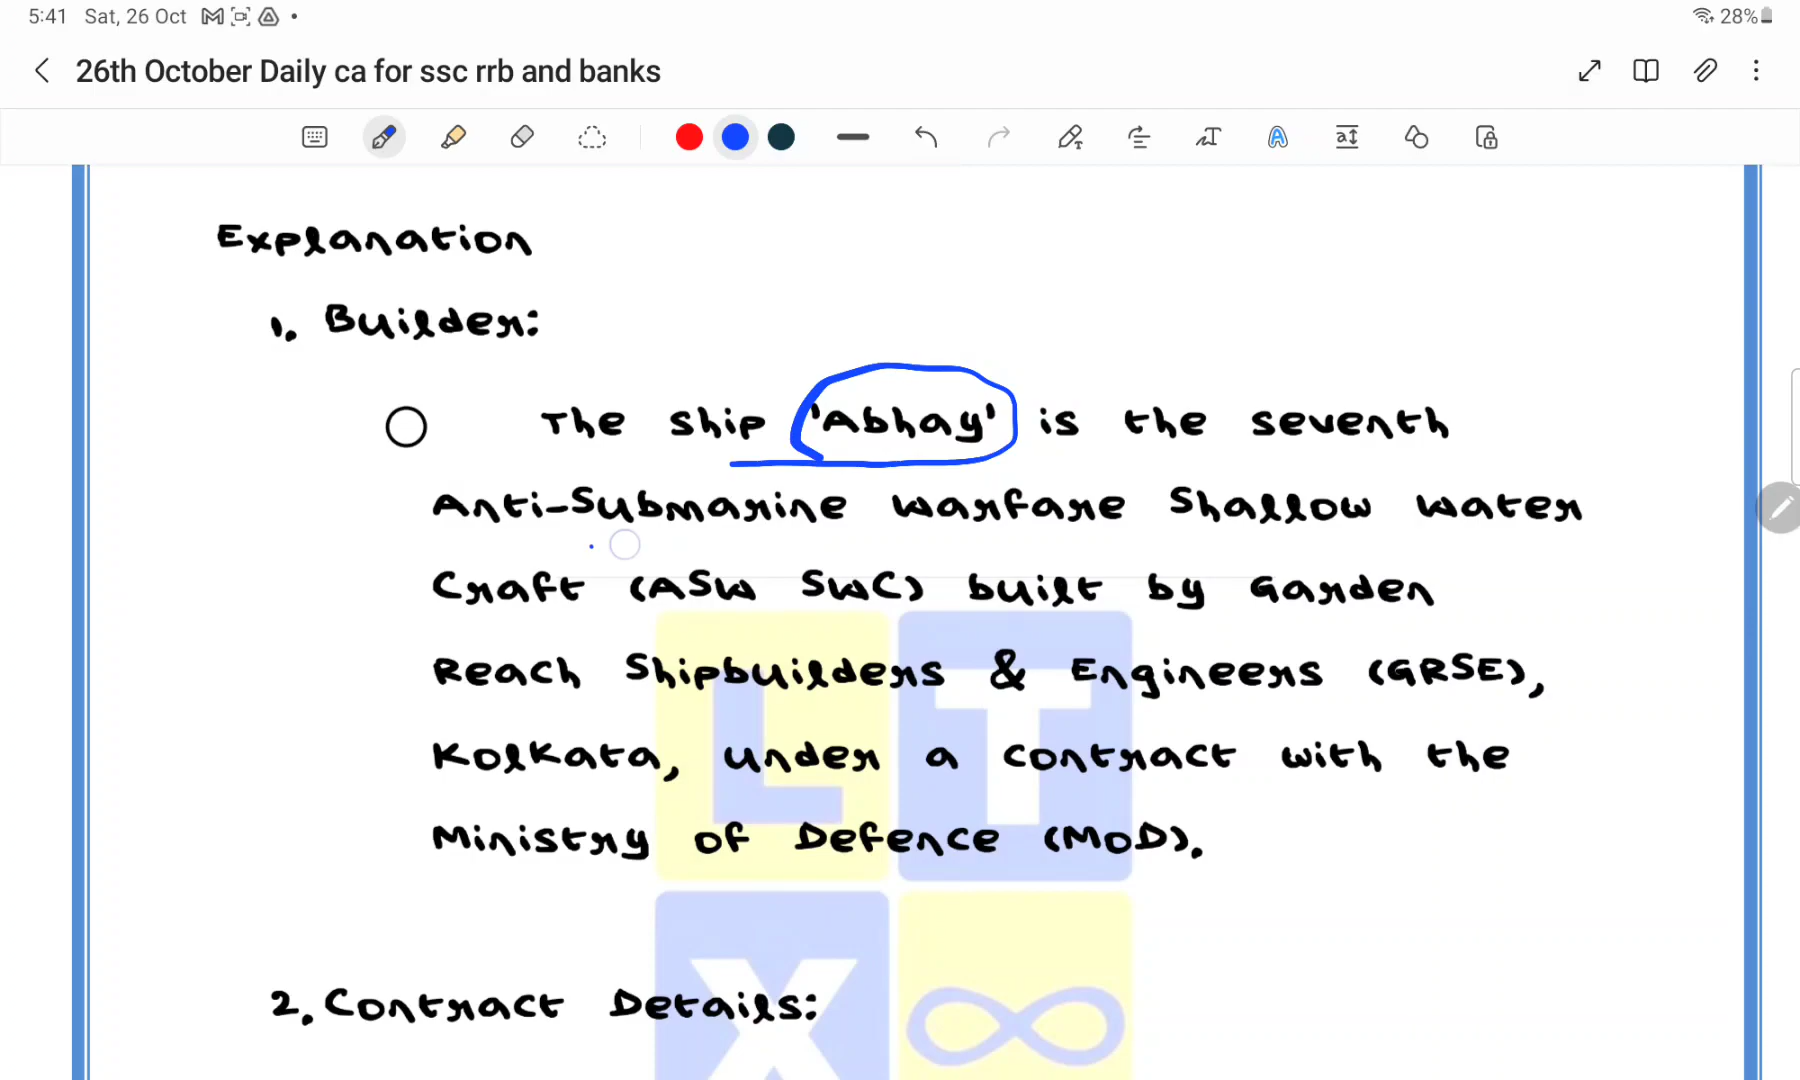 5:41 Sat, 26 Oct
28%
26th October Daily ca for ssc rrb and banks
Explanation
1. Builder:
The ship 'Abhay' is the seventh
Anti-Submarine Warfare Shallow Water
Craft (ASW SWC) built by Garden
Reach Shipbuilders & Engineers (GRSE),
Kolkata, under a contract with the
Ministry of Defence (MoD).
2. Contract Details:
L T
X